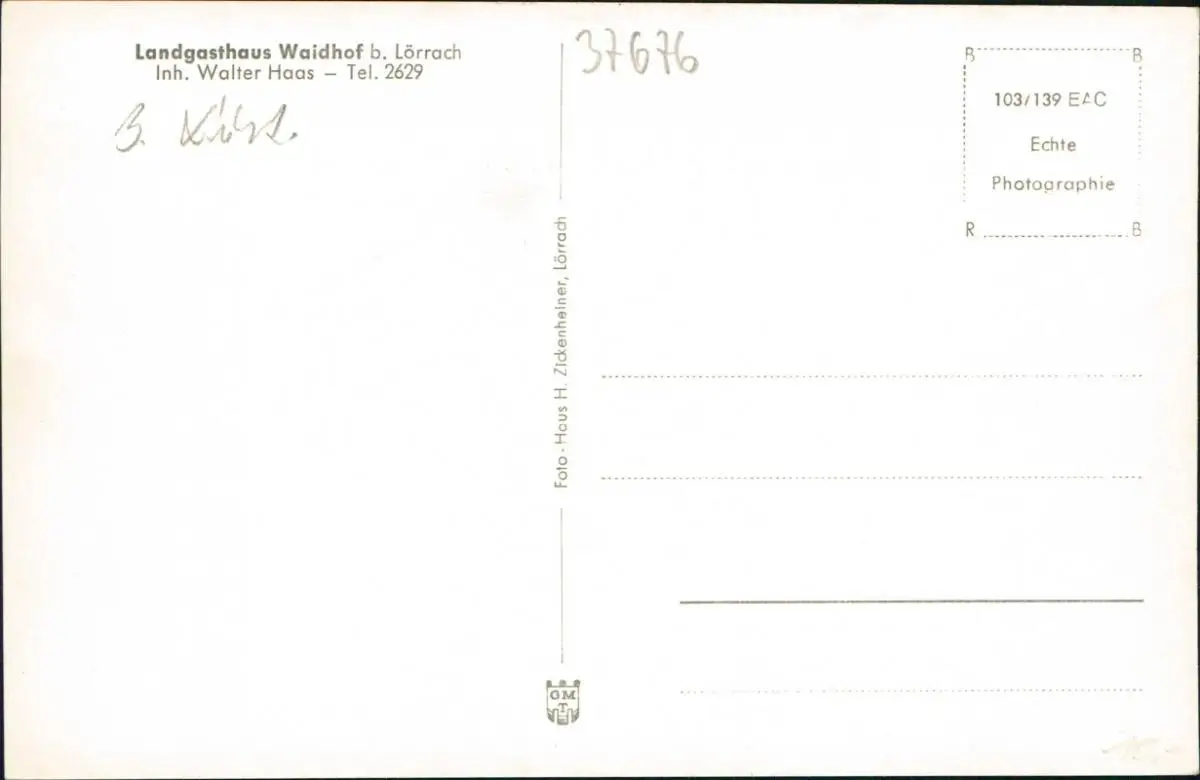 Landgasthaus Waidhof b. Lörrach
Inh. Walter Haas – Tel. 2629
37676
B B
103/139 EAC
Echte
Photographie
R B
Foto-Haus H. Zickenheiner, Lörrach
GM
T